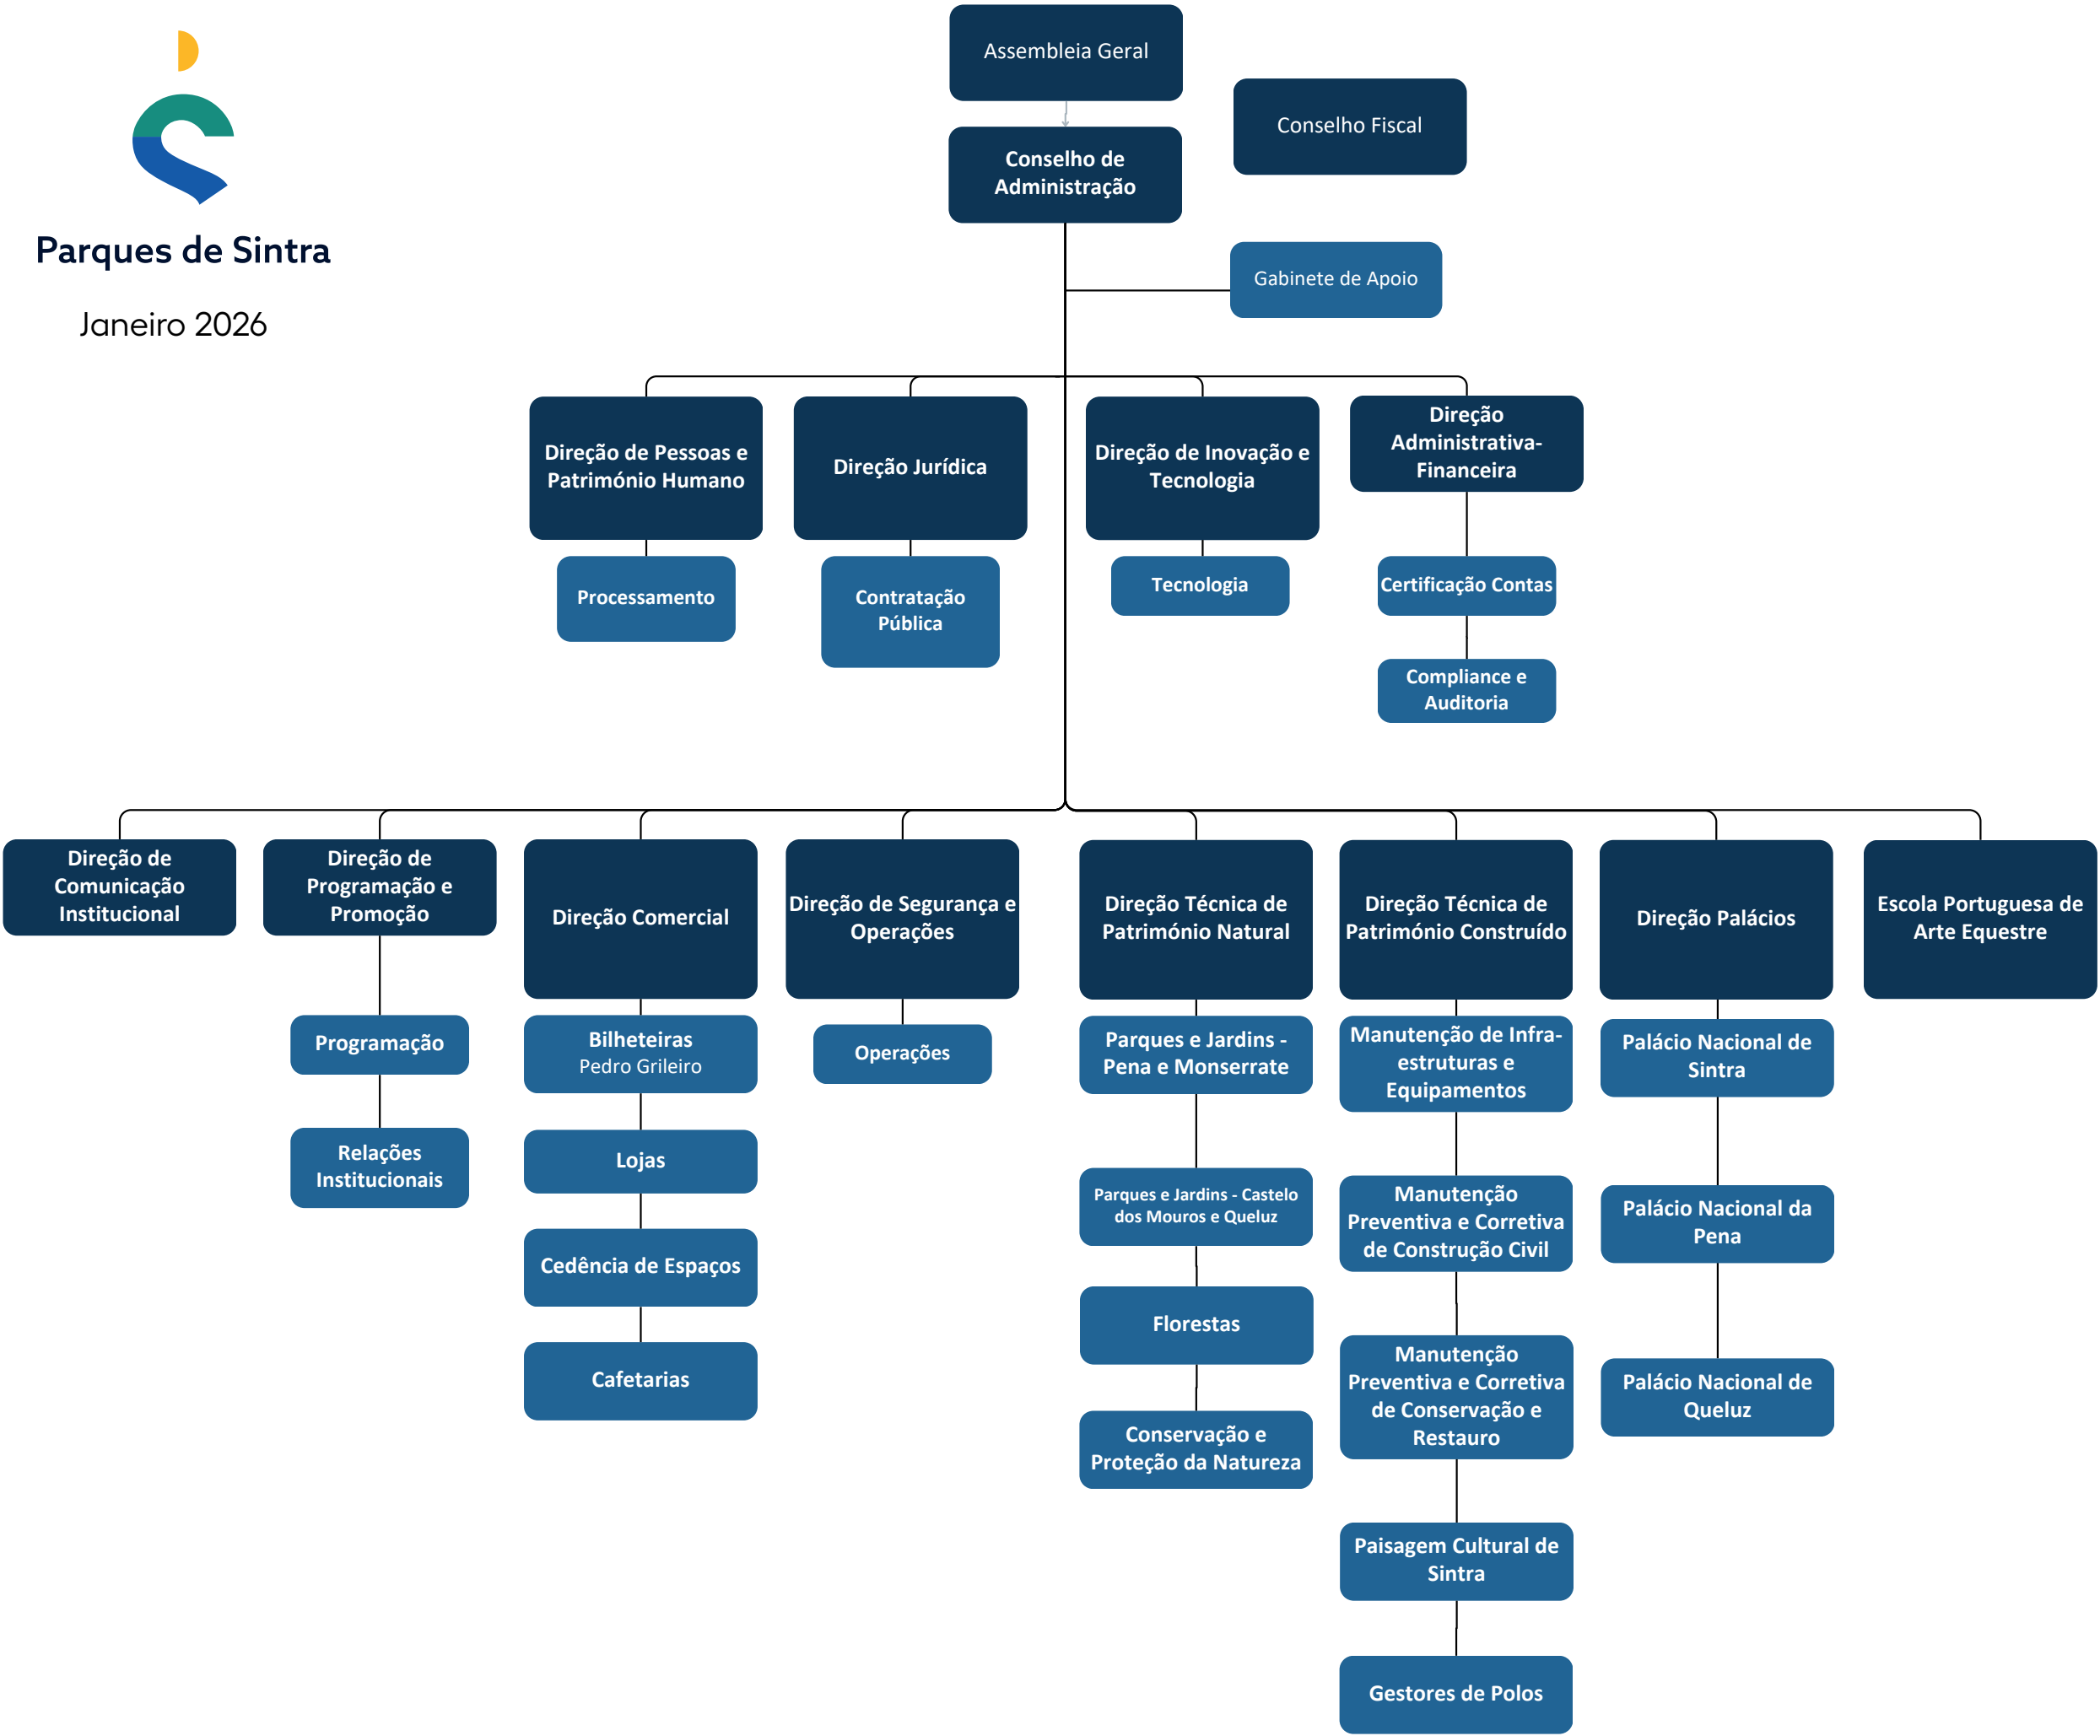 Assembleia Geral
Conselho Fiscal
Conselho de
Administração
Parques de Sintra
Janeiro 2026
Gabinete de Apoio
Direção de Pessoas e
Património Humano
Direção Jurídica
Direção de Inovação e
Tecnologia
Direção
Administrativa-
Financeira
Processamento
Contratação
Pública
Tecnologia
Certificação Contas
Compliance e
Auditoria
Direção de
Comunicação
Institucional
Direção de
Programação e
Promoção
Direção Comercial
Direção de Segurança e
Operações
Direção Técnica de
Património Natural
Direção Técnica de
Património Construído
Direção Palácios
Escola Portuguesa de
Arte Equestre
Programação
Relações
Institucionais
Bilheteiras
Pedro Grileiro
Lojas
Cedência de Espaços
Cafetarias
Operações
Parques e Jardins -
Pena e Monserrate
Parques e Jardins - Castelo
dos Mouros e Queluz
Florestas
Conservação e
Proteção da Natureza
Manutenção de Infra-
estruturas e
Equipamentos
Manutenção
Preventiva e Corretiva
de Construção Civil
Manutenção
Preventiva e Corretiva
de Conservação e
Restauro
Paisagem Cultural de
Sintra
Gestores de Polos
Palácio Nacional de
Sintra
Palácio Nacional da
Pena
Palácio Nacional de
Queluz